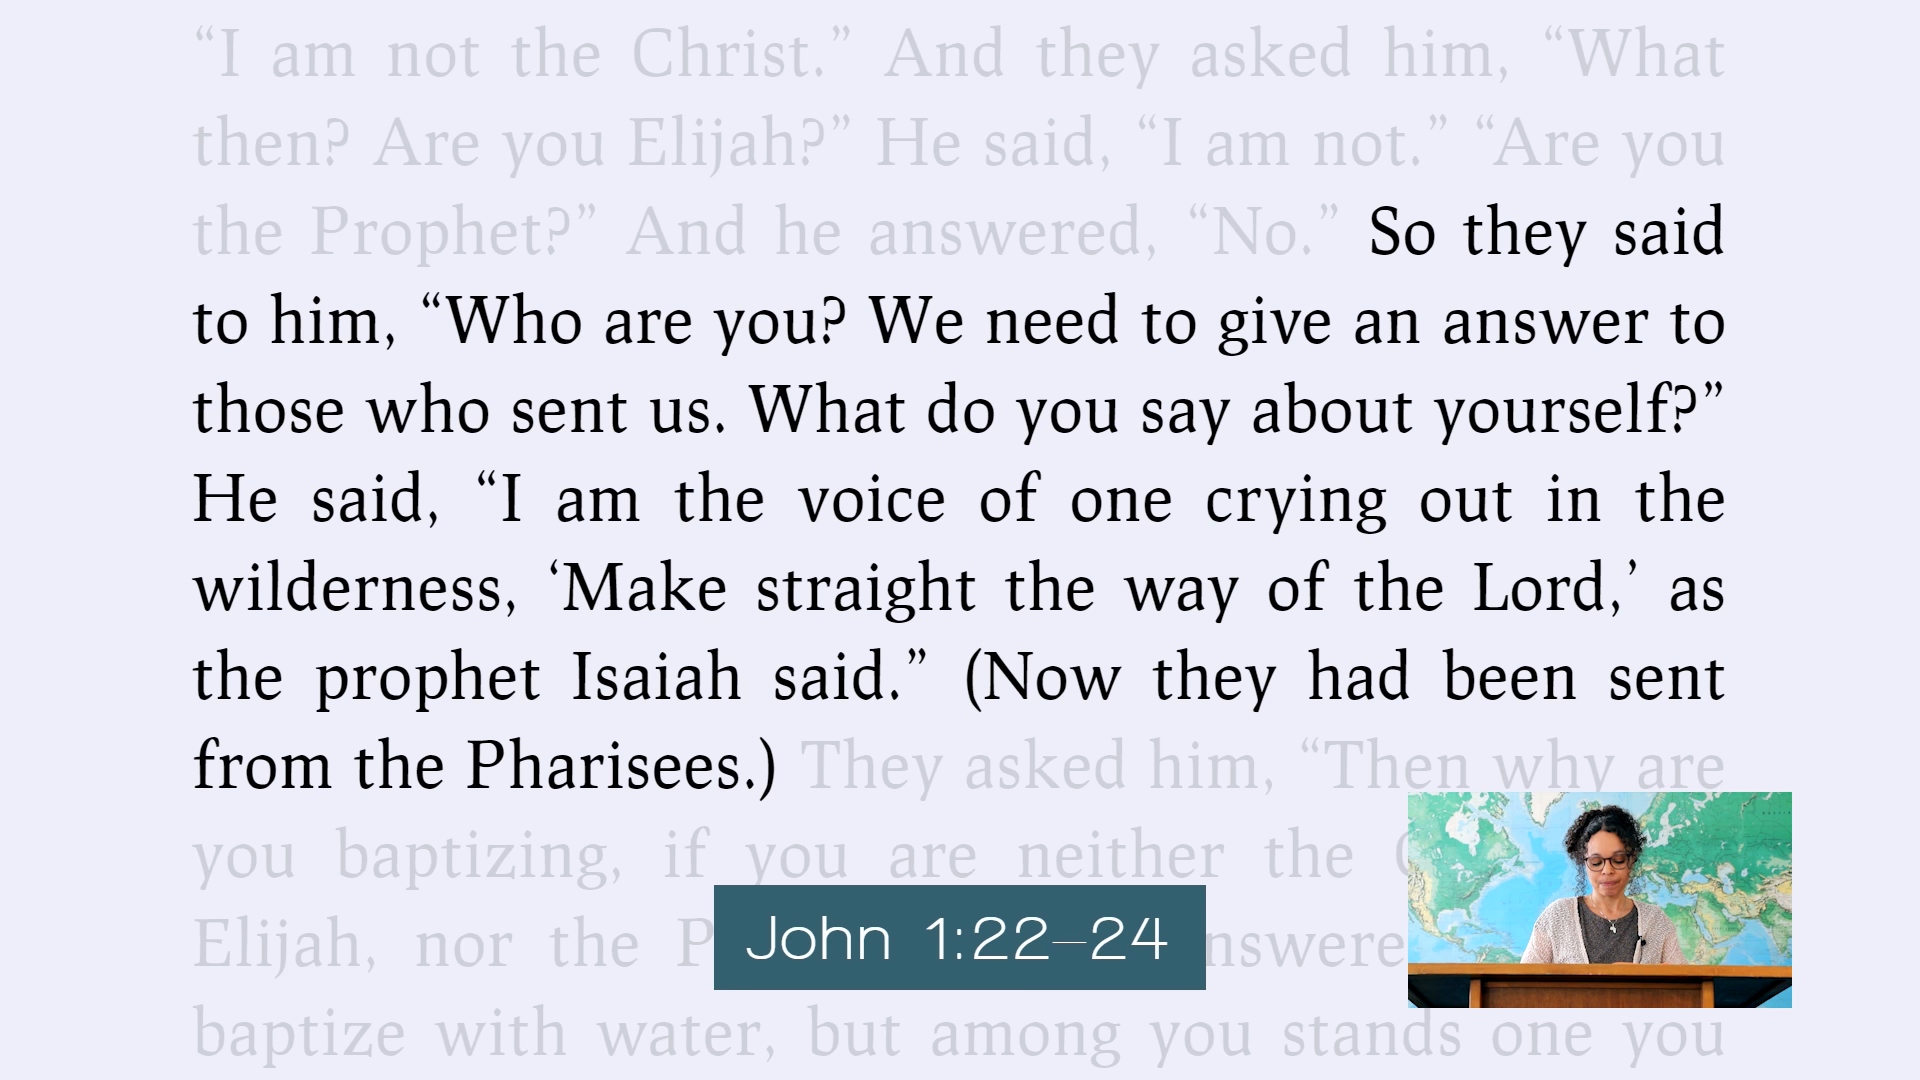 “I am not the Christ.” And they asked him, “What
then? Are you Elijah?” He said, “I am not.” “Are you
the Prophet?” And he answered, “No.” So they said
to him, “Who are you? We need to give an answer to
those who sent us. What do you say about yourself?”
He said, “I am the voice of one crying out in the
wilderness, ‘Make straight the way of the Lord,’ as
the prophet Isaiah said.” (Now they had been sent
from the Pharisees.) They asked him, “Then why are
you baptizing, if you are neither the
Elijah, nor the
baptize with water, but among you stands one you
John 1:22–24